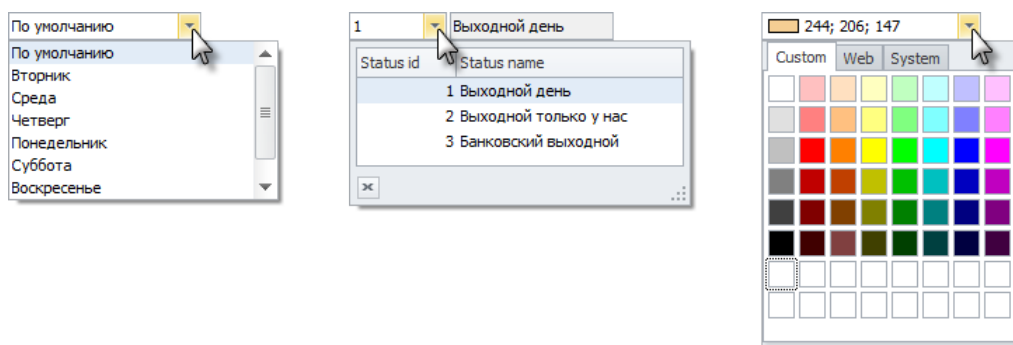 По умолчанию
По умолчанию
Вторник
Среда
Четверг
Понедельник
Суббота
Воскресенье
1 Выходной день
Status id Status name
1 Выходной день
2 Выходной только у нас
3 Банковский выходной
244; 206; 147
Custom Web System